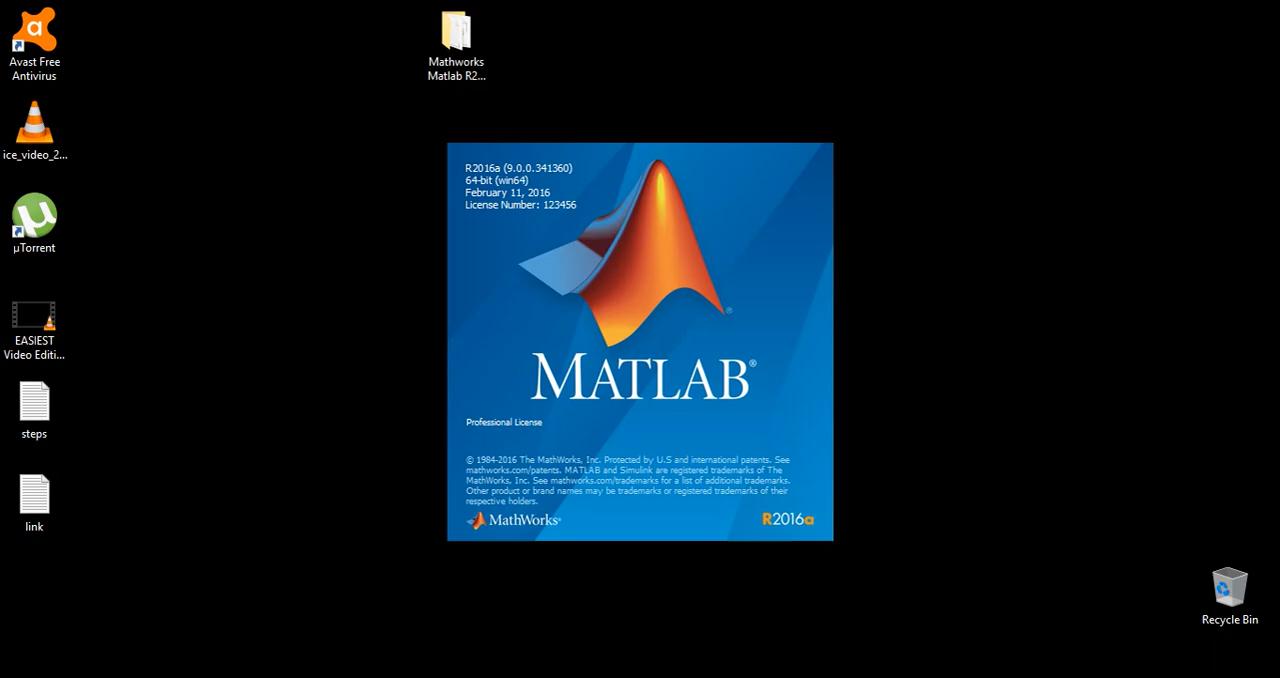 Avast Free
Antivirus
ice_video_2...
µTorrent
EASIEST
Video Editi...
steps
link
Mathworks
Matlab R2...
R2016a (9.0.0.341360)
64-bit (win64)
February 11, 2016
License Number: 123456
MATLAB®
Professional License
© 1984-2016 The MathWorks, Inc. Protected by U.S and international patents. See
mathworks.com/patents. MATLAB and Simulink are registered trademarks of The
MathWorks, Inc. See mathworks.com/trademarks for a list of additional trademarks.
Other product or brand names may be trademarks or registered trademarks of their
respective holders.
MathWorks®
R2016a
Recycle Bin